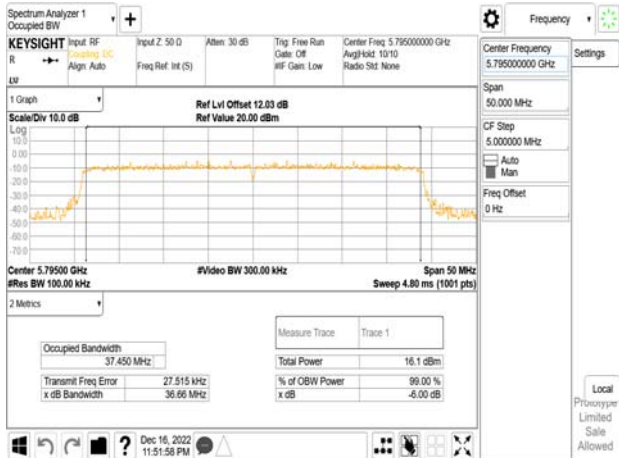 Spectrum Analyzer 1
Occupied BW
Frequency
KEYSIGHT
Input: RF
Coupling: DC
Align: Auto
Input Z: 50 Ω
Freq Ref: Int (S)
Atten: 30 dB
Trig: Free Run
Gate: Off
#IF Gain: Low
Center Freq: 5.795000000 GHz
Avg|Hold: 10/10
Radio Std: None
R
LXI
Center Frequency
5.795000000 GHz
Settings
Span
50.000 MHz
CF Step
5.000000 MHz
Auto
Man
Freq Offset
0 Hz
1 Graph
Scale/Div 10.0 dB
Ref Lvl Offset 12.03 dB
Ref Value 20.00 dBm
Log
10.0
0.00
-10.0
-20.0
-30.0
-40.0
-50.0
-60.0
-70.0
Center 5.79500 GHz
#Res BW 100.00 kHz
#Video BW 300.00 kHz
Span 50 MHz
Sweep 4.80 ms (1001 pts)
2 Metrics
Measure Trace Trace 1
Occupied Bandwidth
37.450 MHz
Total Power 16.1 dBm
Transmit Freq Error 27.515 kHz
% of OBW Power 99.00 %
x dB Bandwidth 36.66 MHz
x dB -6.00 dB
Local
Prototype
Limited
Sale
Allowed
Dec 16, 2022
11:51:58 PM